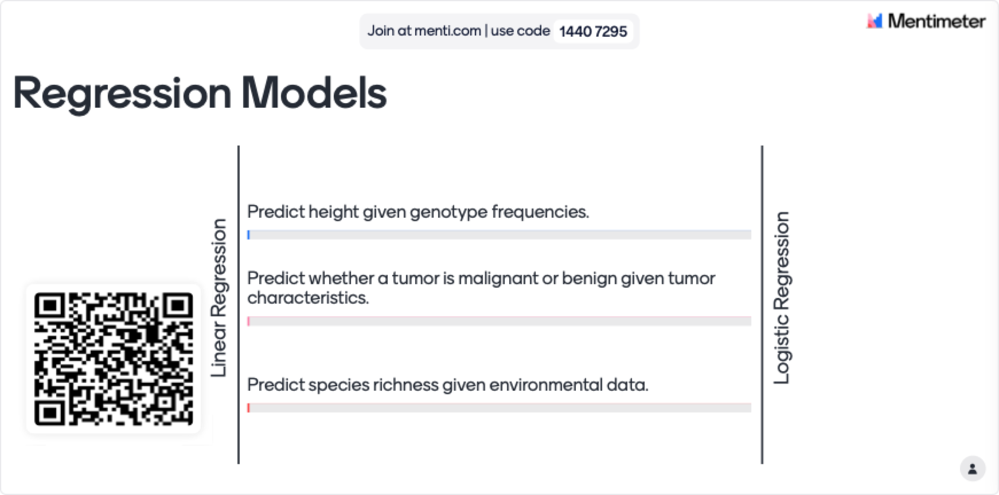 Join at menti.com | use code 1440 7295
Mentimeter
Regression Models
Linear Regression
Predict height given genotype frequencies.
Predict whether a tumor is malignant or benign given tumor
characteristics.
Predict species richness given environmental data.
Logistic Regression